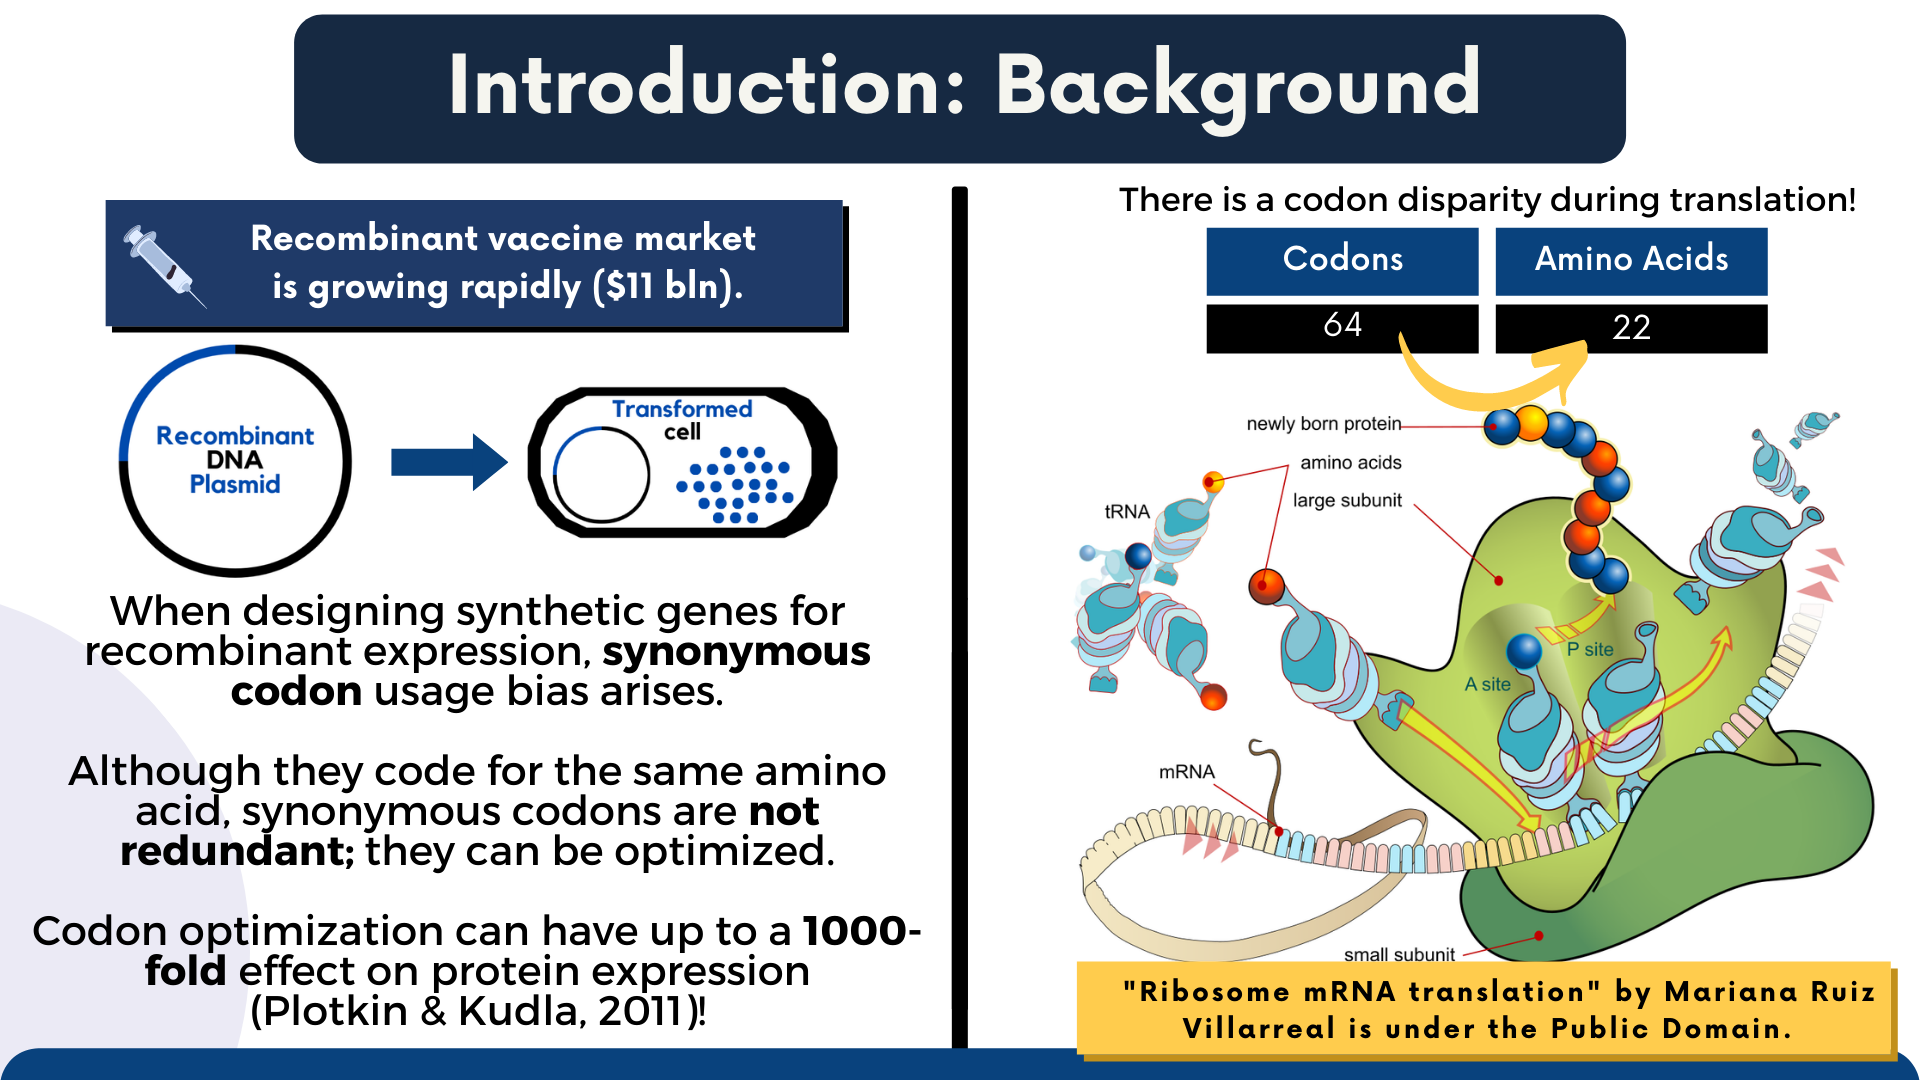 Introduction: Background
Recombinant vaccine market
is growing rapidly ($11 bln).
Recombinant
DNA
Plasmid
Transformed
cell
When designing synthetic genes for
recombinant expression, synonymous
codon usage bias arises.
Although they code for the same amino
acid, synonymous codons are not
redundant; they can be optimized.
Codon optimization can have up to a 1000-
fold effect on protein expression
(Plotkin & Kudla, 2011)!
There is a codon disparity during translation!
Codons
Amino Acids
64
22
newly born protein
amino acids
large subunit
tRNA
P site
A site
mRNA
small subunit
"Ribosome mRNA translation" by Mariana Ruiz
Villarreal is under the Public Domain.